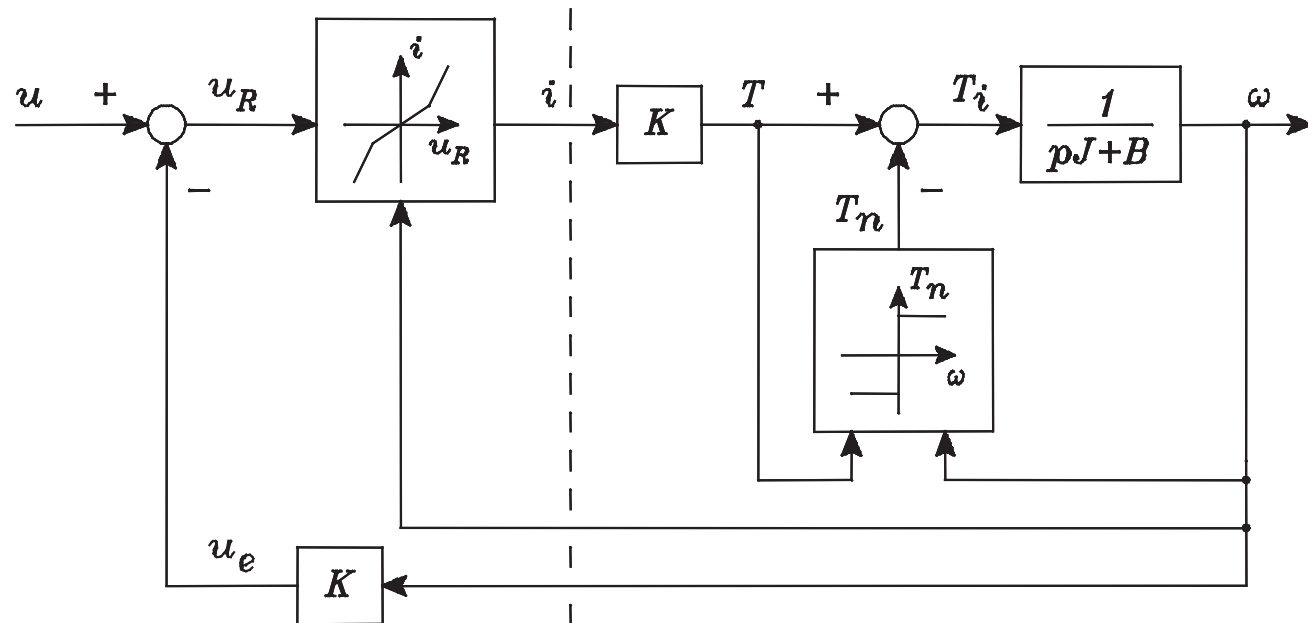 u + u_R i u_R i K T + T_i 1 ω
pJ+B
−
−
T_n
T_n
ω
u_e
K